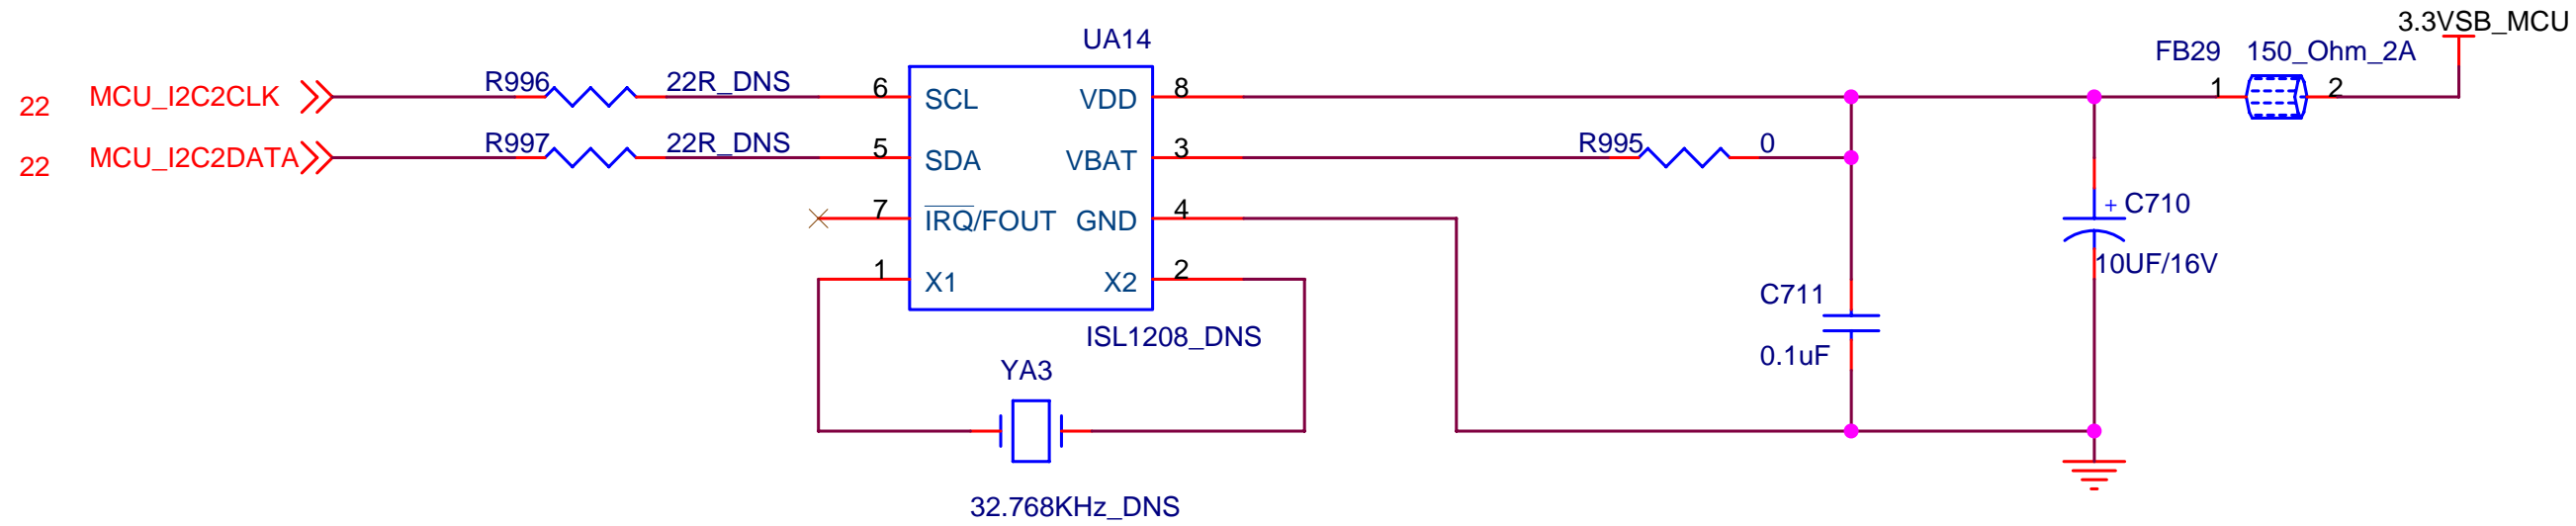 3.3VSB_MCU
UA14
FB29 150_Ohm_2A
22 MCU_I2C2CLK R996 22R_DNS 6 SCL VDD 8 1 2
22 MCU_I2C2DATA R997 22R_DNS 5 SDA VBAT 3 R995 0
7 IRQ/FOUT GND 4 + C710
10UF/16V
1 X1 X2 2
C711
ISL1208_DNS
0.1uF
YA3
32.768KHz_DNS